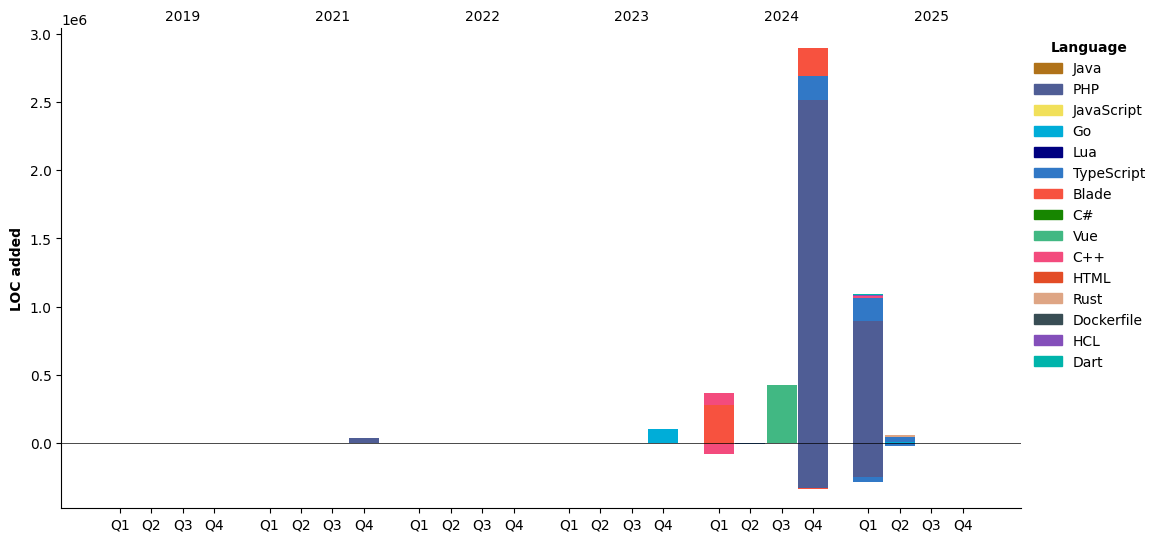 1e6
2019 2021 2022 2023 2024 2025
3.0
2.5
2.0
1.5
1.0
0.5
0.0
LOC added
Q1 Q2 Q3 Q4 Q1 Q2 Q3 Q4 Q1 Q2 Q3 Q4 Q1 Q2 Q3 Q4 Q1 Q2 Q3 Q4 Q1 Q2 Q3 Q4
Language
Java
PHP
JavaScript
Go
Lua
TypeScript
Blade
C#
Vue
C++
HTML
Rust
Dockerfile
HCL
Dart